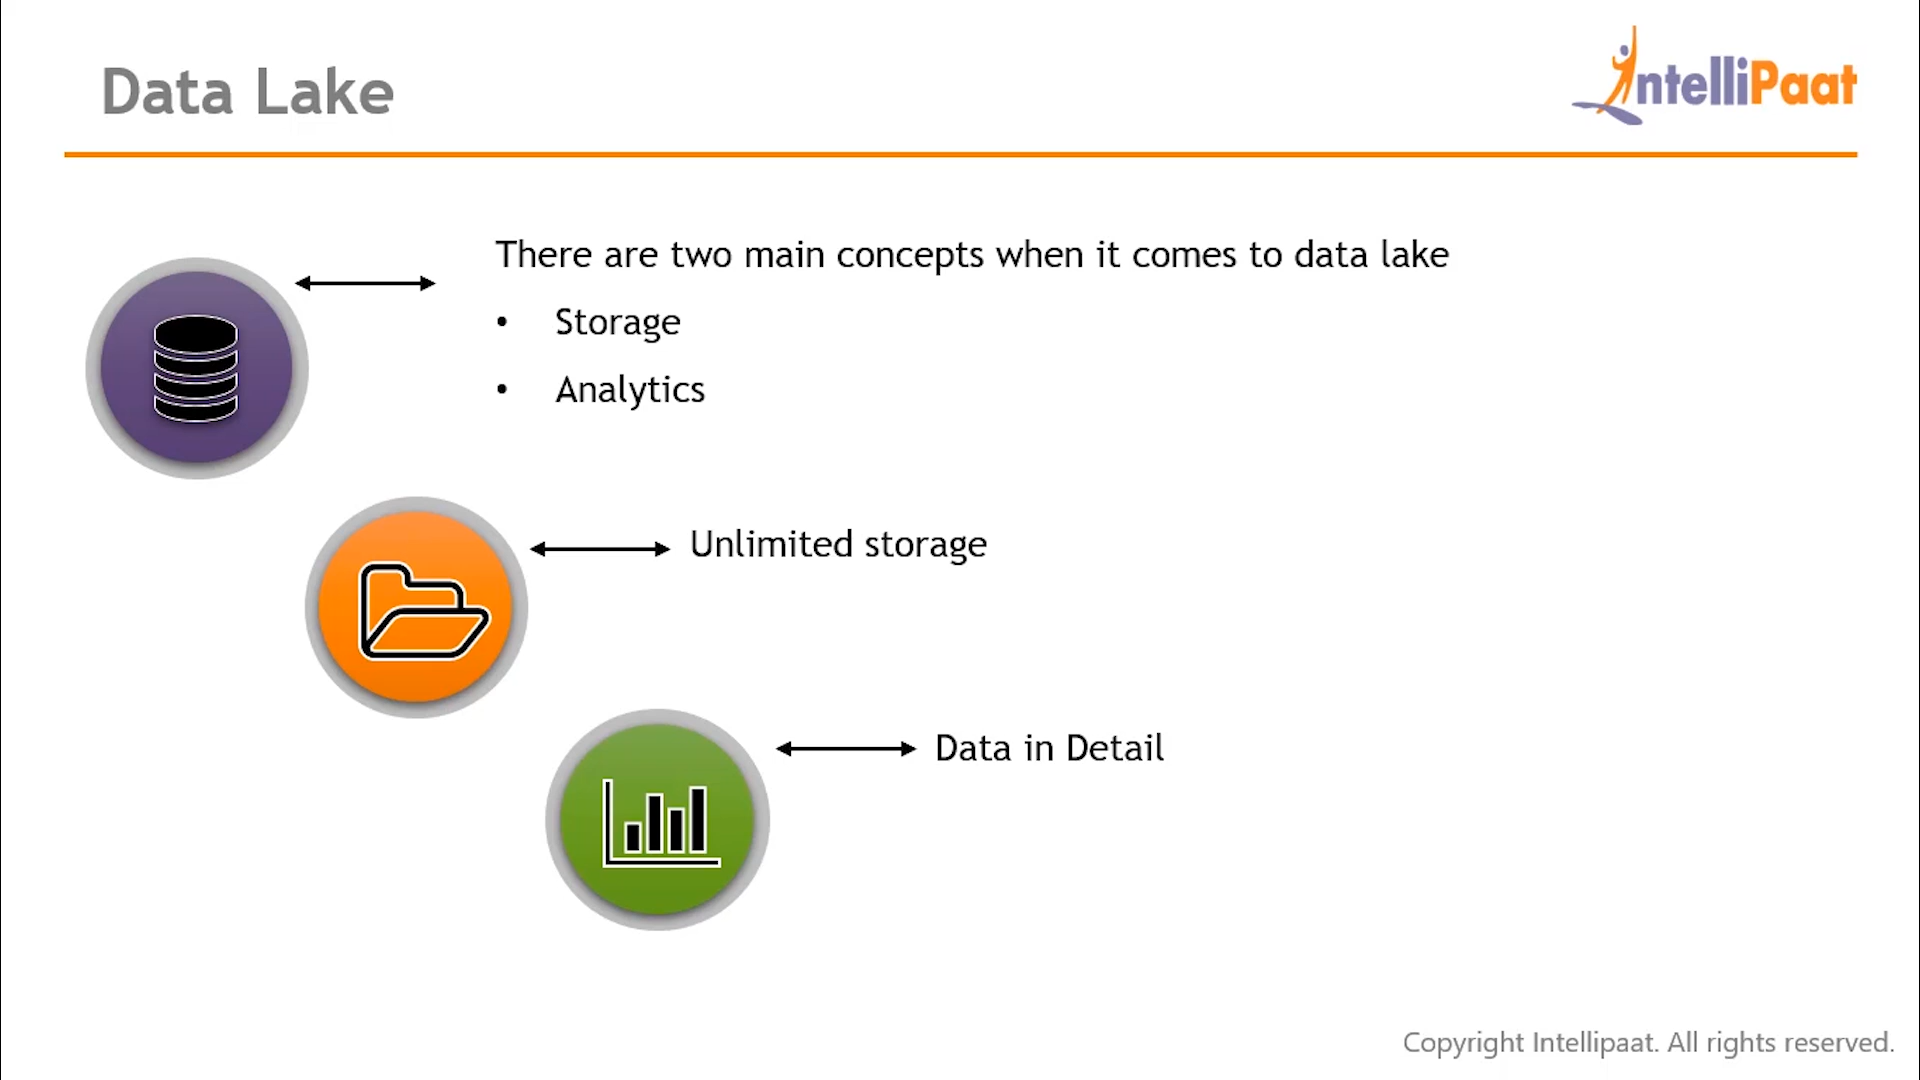 Data Lake
IntelliPaat
There are two main concepts when it comes to data lake
• Storage
• Analytics
Unlimited storage
Data in Detail
Copyright Intellipaat. All rights reserved.